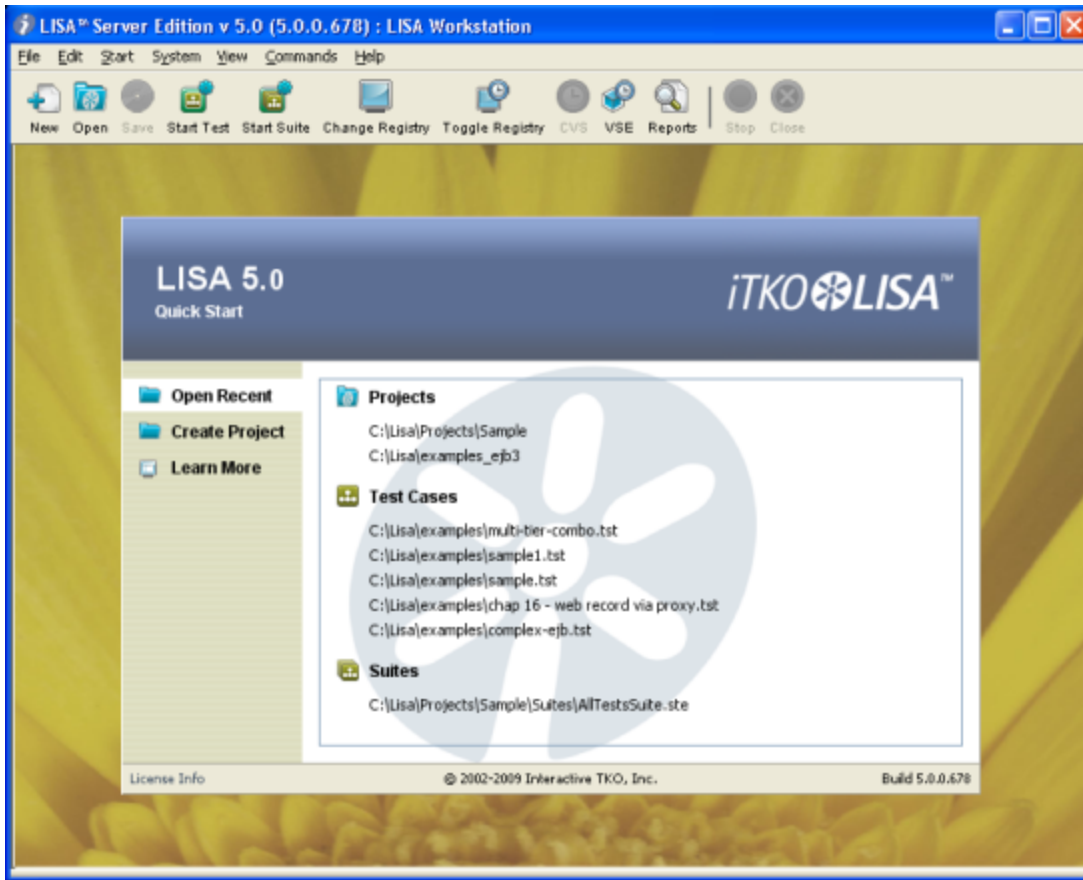 LISA™ Server Edition v 5.0 (5.0.0.678) : LISA Workstation
File Edit Start System View Commands Help
New Open Save Start Test Start Suite Change Registry Toggle Registry CVS VSE Reports Stop Close
LISA 5.0
Quick Start
iTKO LISA™
Open Recent
Create Project
Learn More
Projects
C:\Lisa\Projects\Sample
C:\Lisa\examples_ejb3
Test Cases
C:\Lisa\examples\multi-tier-combo.tst
C:\Lisa\examples\sample1.tst
C:\Lisa\examples\sample.tst
C:\Lisa\examples\chap 16 - web record via proxy.tst
C:\Lisa\examples\complex-ejb.tst
Suites
C:\Lisa\Projects\Sample\Suites\AllTestsSuite.ste
License Info © 2002-2009 Interactive TKO, Inc. Build 5.0.0.678